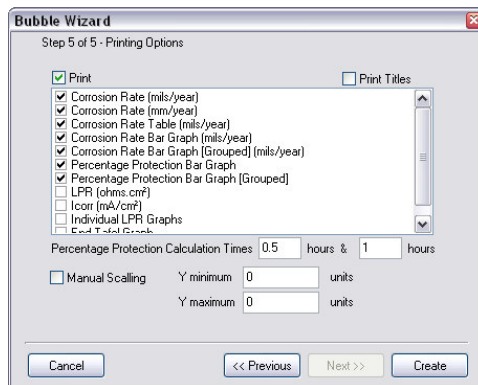 Bubble Wizard
Step 5 of 5 - Printing Options
Print Print Titles
Corrosion Rate (mils/year)
Corrosion Rate (mm/year)
Corrosion Rate Table (mils/year)
Corrosion Rate Bar Graph (mils/year)
Corrosion Rate Bar Graph [Grouped] (mils/year)
Percentage Protection Bar Graph
Percentage Protection Bar Graph [Grouped]
LPR (ohms.cm²)
Icorr (mA/cm²)
Individual LPR Graphs
End Tafel Graph
Percentage Protection Calculation Times 0.5 hours & 1 hours
Manual Scalling Y minimum 0 units
Y maximum 0 units
Cancel << Previous Next >> Create